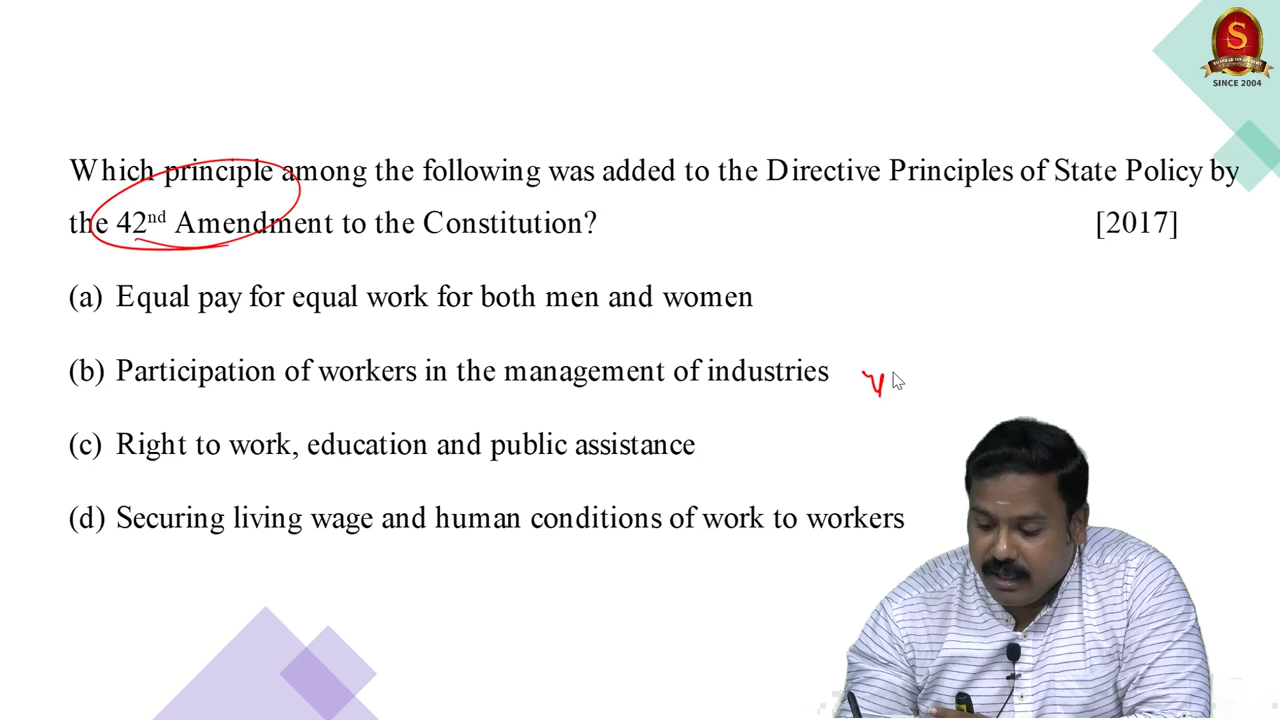 S
SINCE 2004
Which principle among the following was added to the Directive Principles of State Policy by
the 42nd Amendment to the Constitution? [2017]
(a) Equal pay for equal work for both men and women
(b) Participation of workers in the management of industries
(c) Right to work, education and public assistance
(d) Securing living wage and human conditions of work to workers